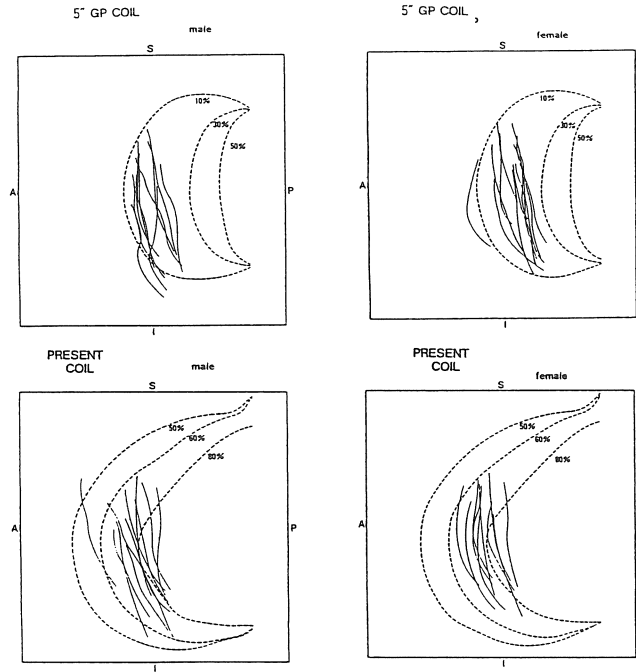 5" GP COIL
male
S
10%
30%
50%
A
P
I
5" GP COIL
female
S
10%
30%
50%
A
I
PRESENT
COIL
male
S
50%
60%
80%
A
P
I
PRESENT
COIL
female
S
50%
60%
80%
A
I